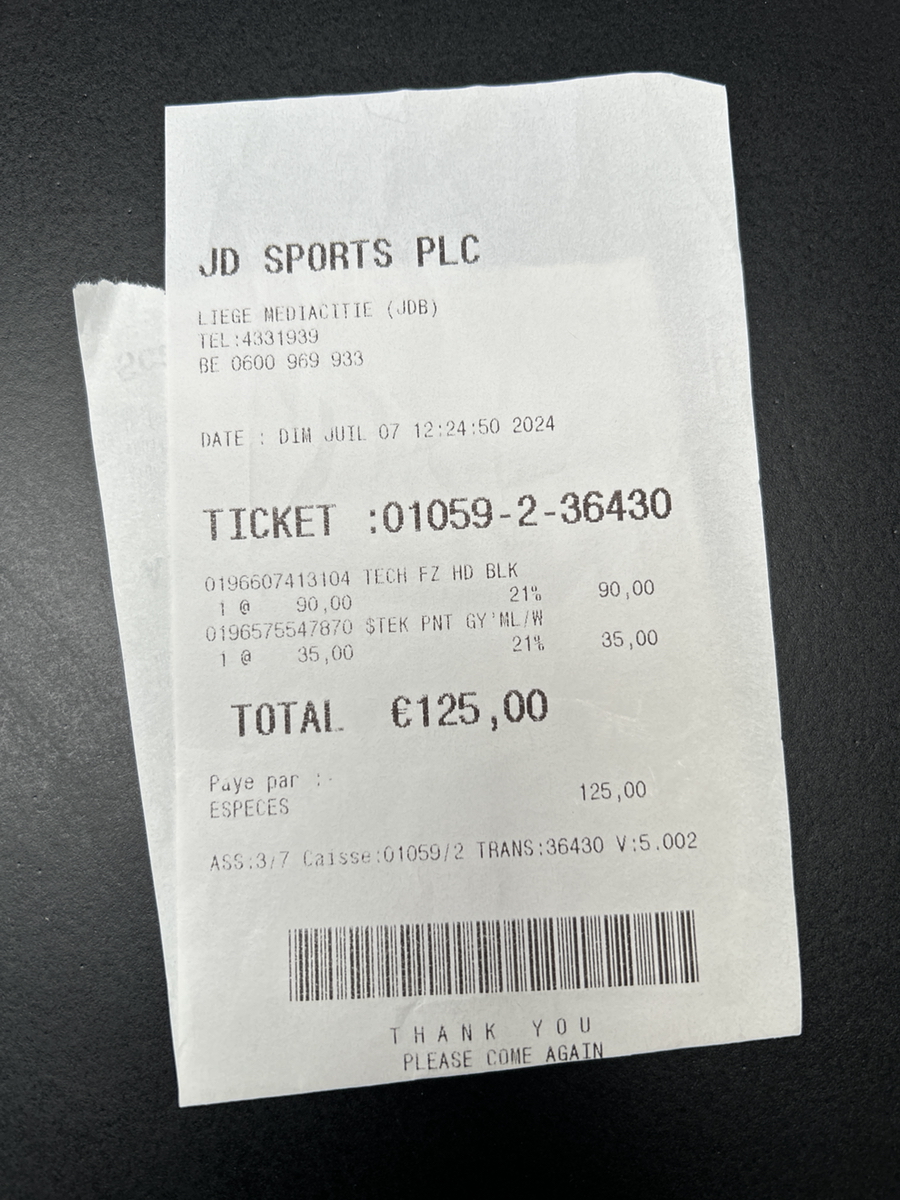 JD SPORTS PLC
LIEGE MEDIACITIE (JDB)
TEL:4331939
BE 0600 969 933
DATE : DIM JUIL 07 12:24:50 2024
TICKET :01059-2-36430
0196607413104 TECH FZ HD BLK
1 @ 90,00 21% 90,00
0196575547870 $TEK PNT GY'ML/W
1 @ 35,00 21% 35,00
TOTAL €125,00
Paye par :-
ESPECES 125,00
ASS:3/7 Caisse:01059/2 TRANS:36430 V:5.002
THANK YOU
PLEASE COME AGAIN